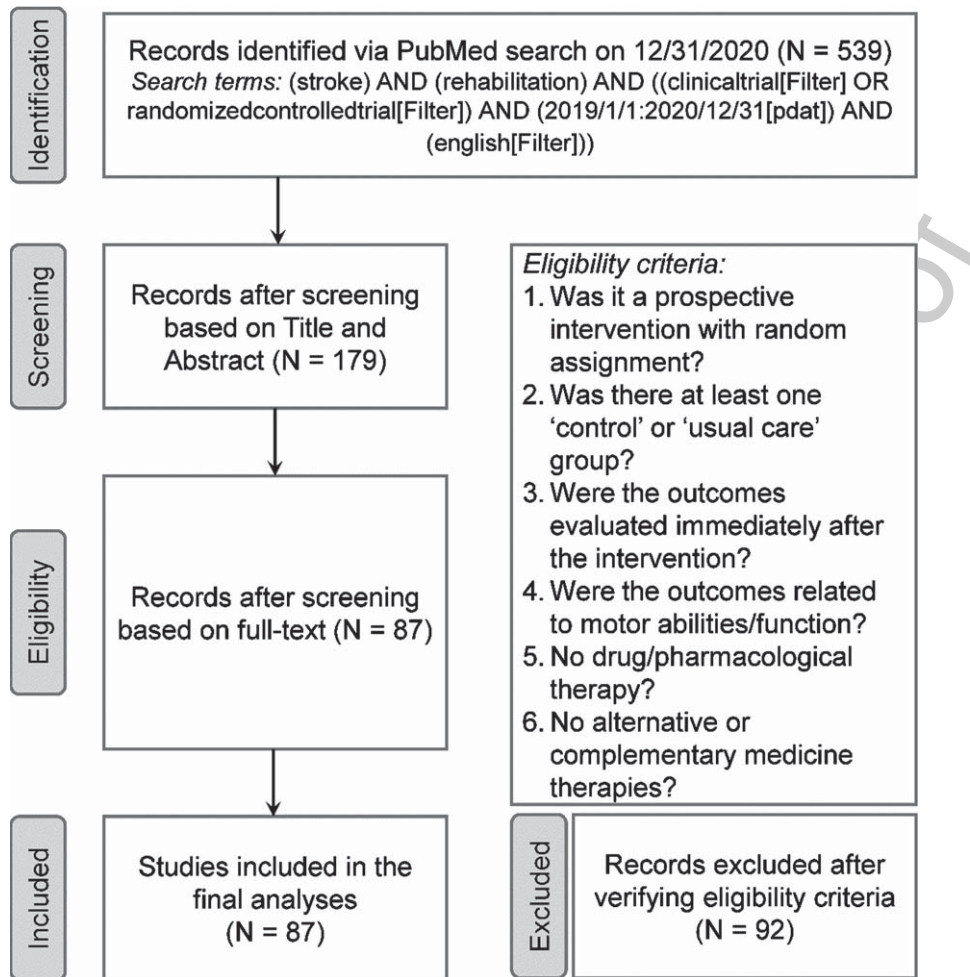 Identification
Records identified via PubMed search on 12/31/2020 (N = 539)
Search terms: (stroke) AND (rehabilitation) AND ((clinicaltrial[Filter] OR
randomizedcontrolledtrial[Filter]) AND (2019/1/1:2020/12/31[pdat]) AND
(english[Filter]))
Screening
Records after screening
based on Title and
Abstract (N = 179)
Eligibility criteria:
1. Was it a prospective
intervention with random
assignment?
2. Was there at least one
‘control’ or ‘usual care’
group?
3. Were the outcomes
evaluated immediately after
the intervention?
4. Were the outcomes related
to motor abilities/function?
5. No drug/pharmacological
therapy?
6. No alternative or
complementary medicine
therapies?
Eligibility
Records after screening
based on full-text (N = 87)
Included
Studies included in the
final analyses
(N = 87)
Excluded
Records excluded after
verifying eligibility criteria
(N = 92)